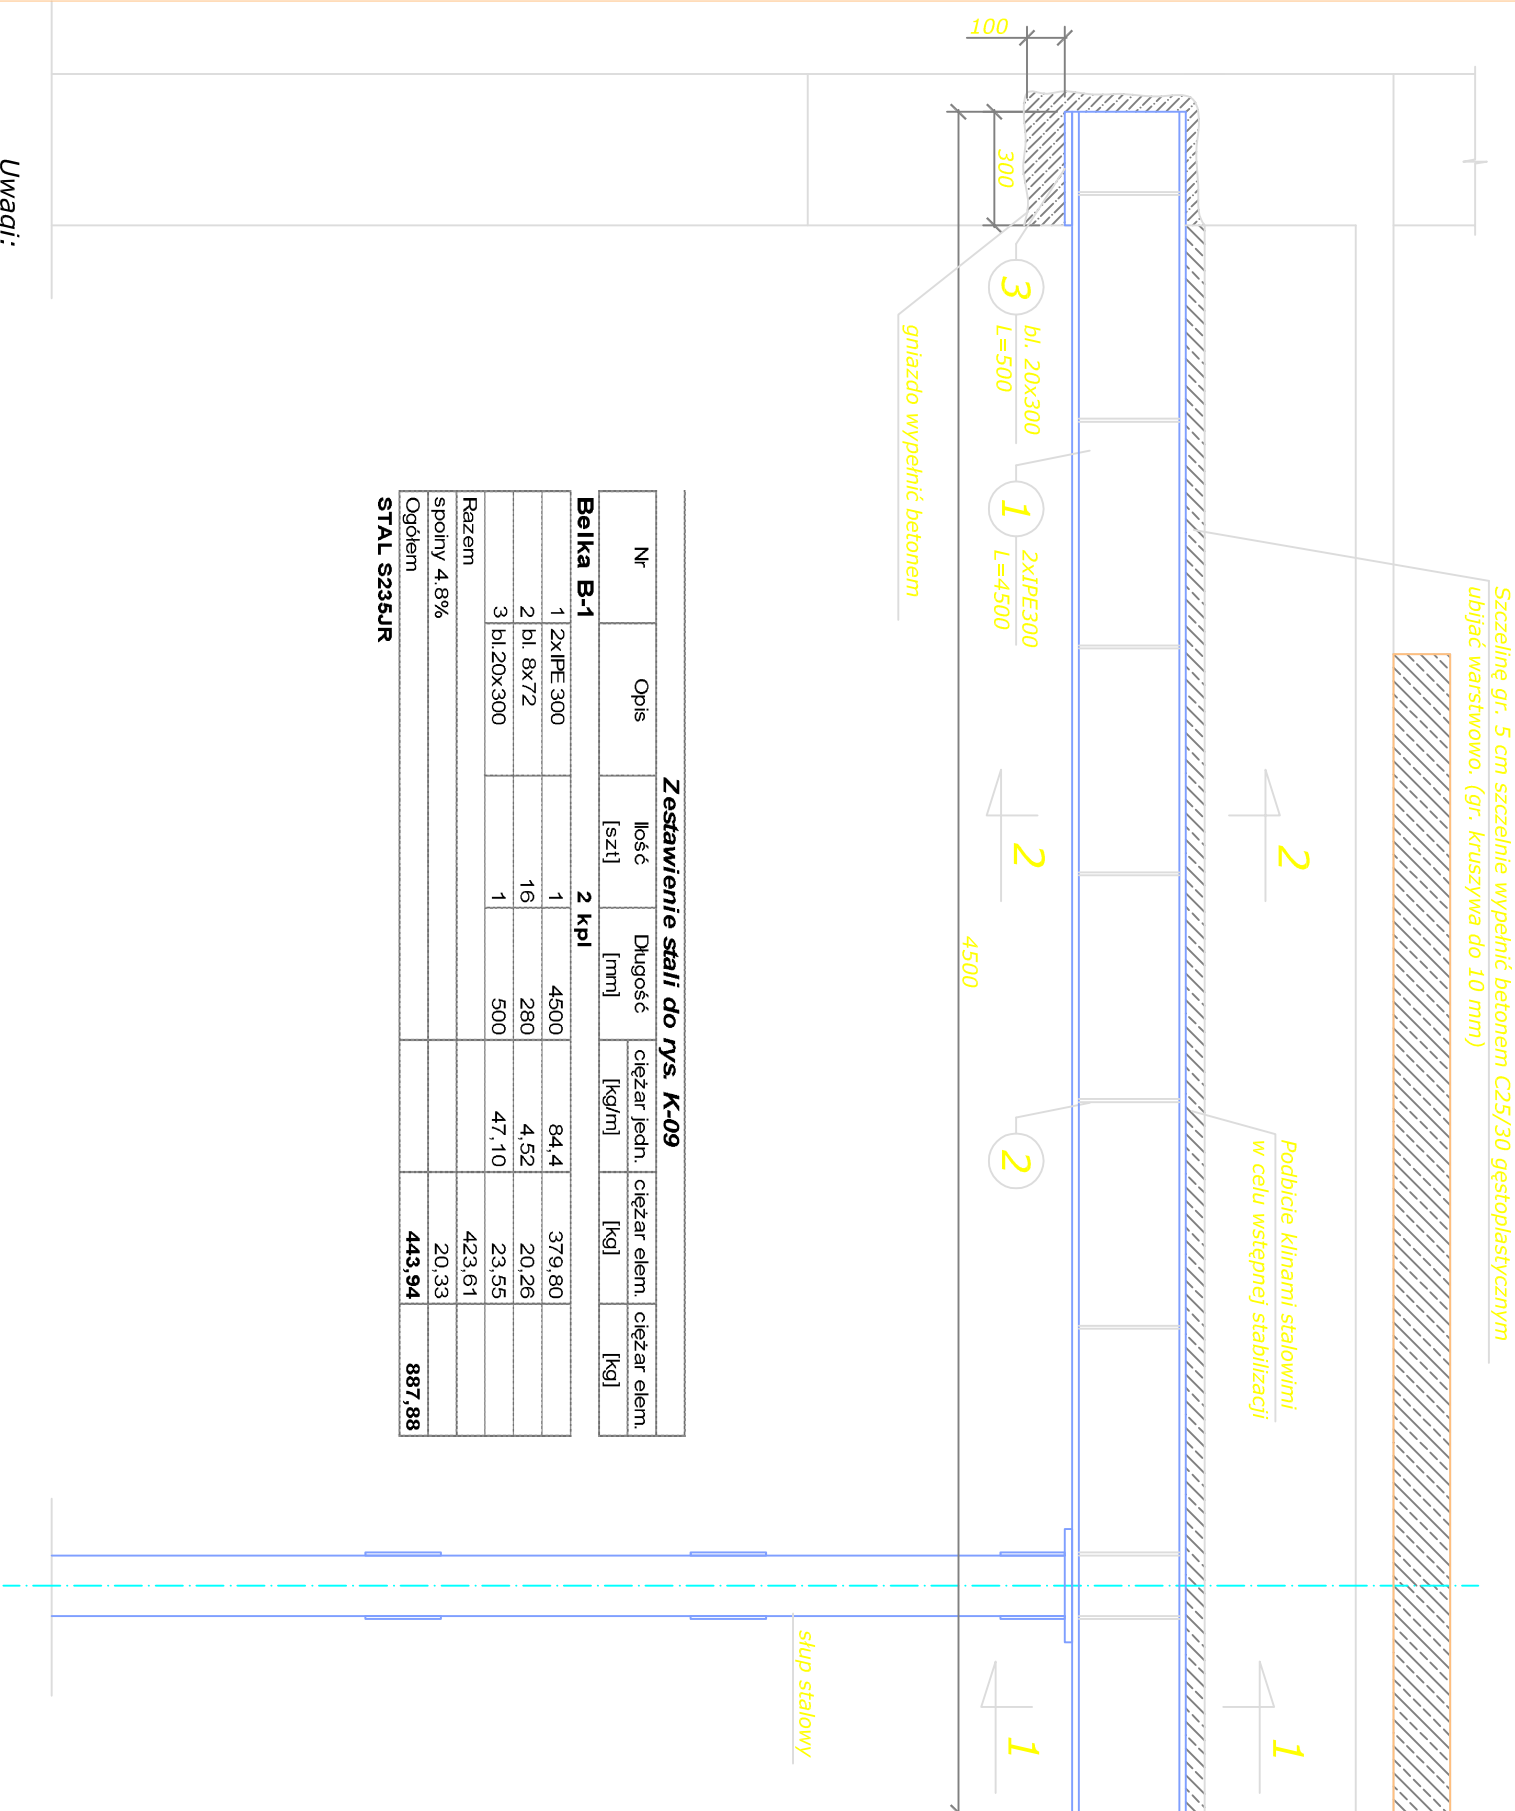 Szczelinę gr. 5 cm szczelnie wypełnić betonem C25/30 gęstoplastycznym
ubijać warstwowo. (gr. kruszywa do 10 mm)
Podbicie klinami stalowimi
w celu wstępnej stabilizacji
2
1
100
300
3
bl. 20x300
L=500
1
2xIPE300
L=4500
2
2
1
4500
gniazdo wypełnić betonem
słup stalowy
Zestawienie stali do rys. K-09
Nr Opis Ilość [szt] Długość [mm] ciężar jedn. [kg/m] ciężar elem. [kg] ciężar elem. [kg]
Belka B-1 2 kpl
1 2xIPE 300 1 4500 84,4 379,80
2 bl. 8x72 16 280 4,52 20,26
3 bl.20x300 1 500 47,10 23,55
Razem 423,61
spoiny 4.8% 20,33
Ogółem 443,94 887,88
STAL S235JR
Uwagi: